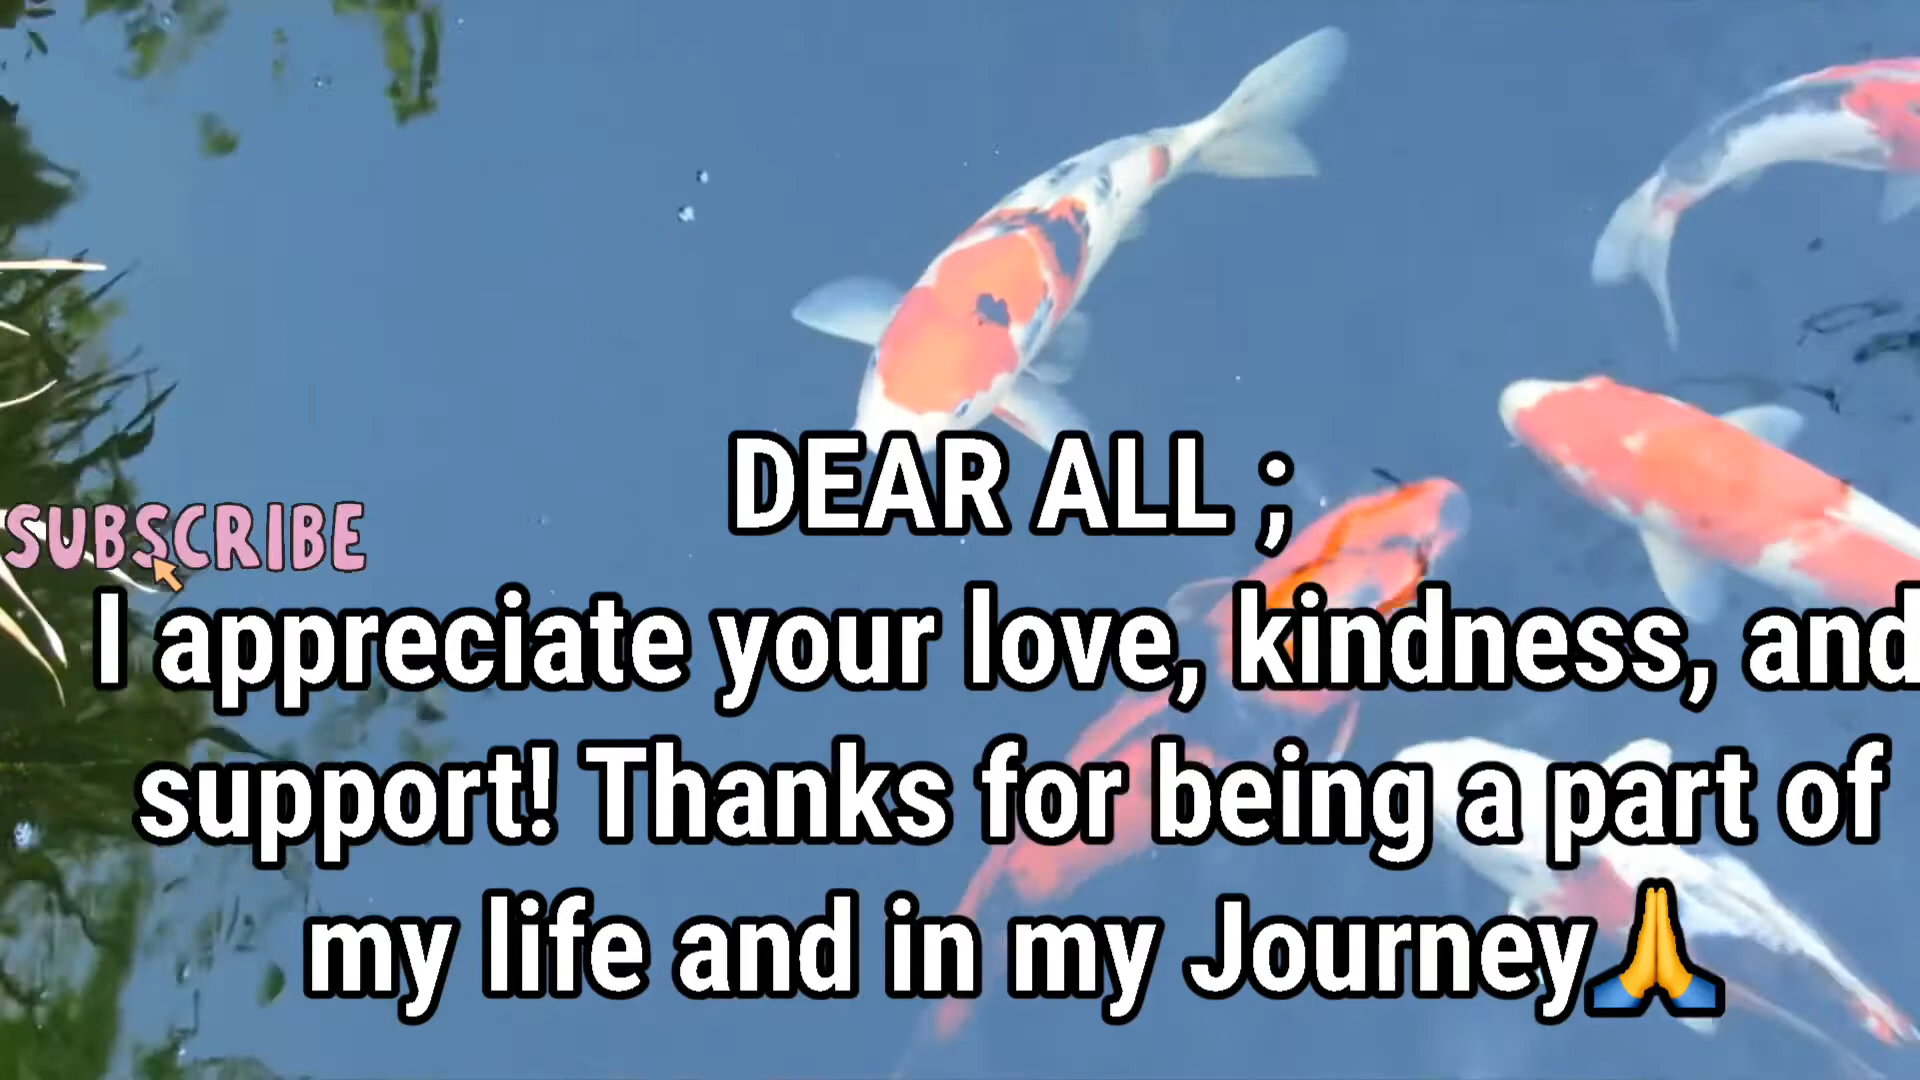 DEAR ALL ;
SUBSCRIBE
I appreciate your love, kindness, and
support! Thanks for being a part of
my life and in my Journey🙏